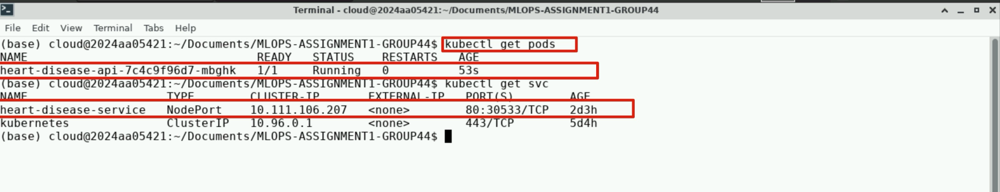 Terminal - cloud@2024aa05421:~/Documents/MLOPS-ASSIGNMENT1-GROUP44
File Edit View Terminal Tabs Help
(base) cloud@2024aa05421:~/Documents/MLOPS-ASSIGNMENT1-GROUP44$ kubectl get pods
NAME READY STATUS RESTARTS AGE
heart-disease-api-7c4c9f96d7-mbghk 1/1 Running 0 53s
(base) cloud@2024aa05421:~/Documents/MLOPS-ASSIGNMENT1-GROUP44$ kubectl get svc
NAME TYPE CLUSTER-IP EXTERNAL-IP PORT(S) AGE
heart-disease-service NodePort 10.111.106.207 <none> 80:30533/TCP 2d3h
kubernetes ClusterIP 10.96.0.1 <none> 443/TCP 5d4h
(base) cloud@2024aa05421:~/Documents/MLOPS-ASSIGNMENT1-GROUP44$